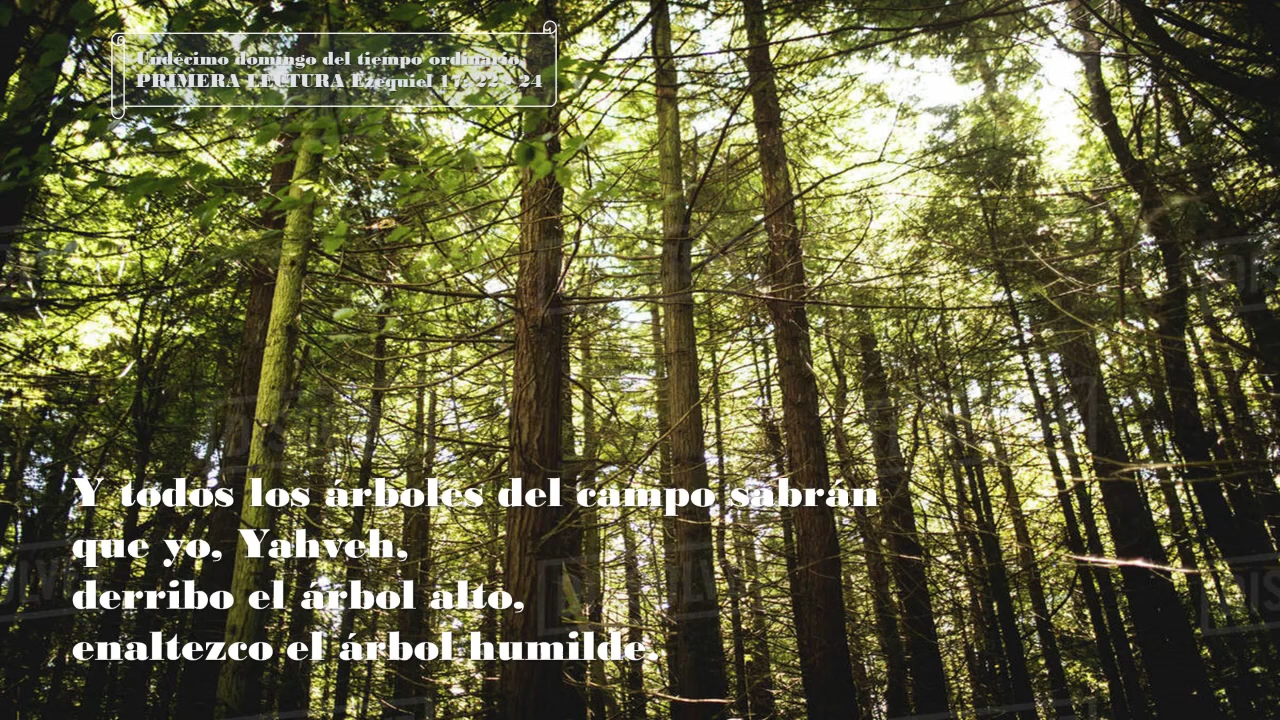 Undécimo domingo del tiempo ordinario,
PRIMERA LECTURA Ezequiel 17, 22 - 24
Y todos los árboles del campo sabrán
que yo, Yahveh,
derribo el árbol alto,
enaltezco el árbol humilde.